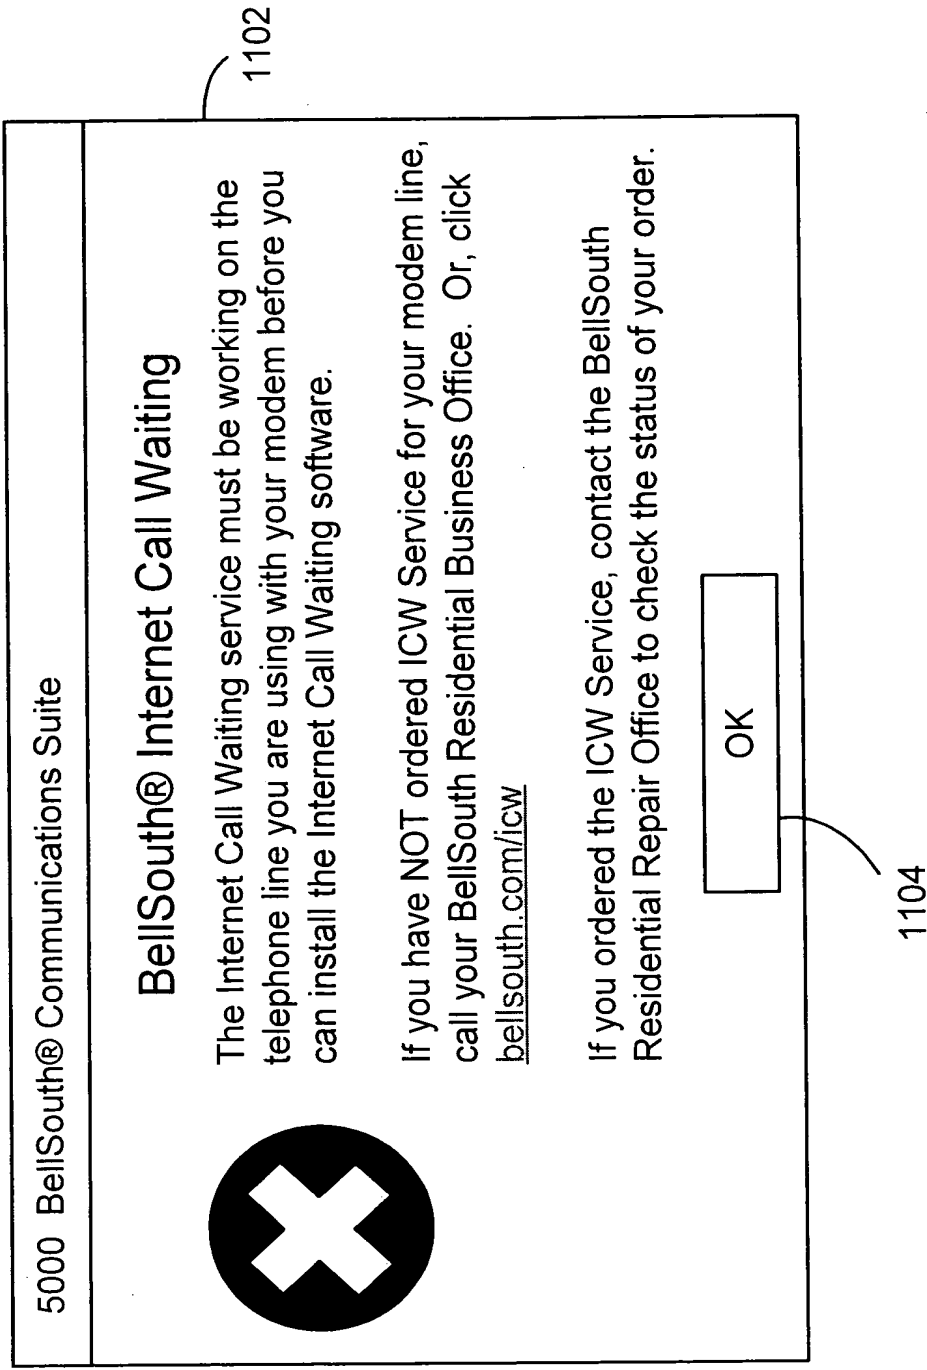 5000 BellSouth® Communications Suite
1102
BellSouth® Internet Call Waiting
The Internet Call Waiting service must be working on the
telephone line you are using with your modem before you
can install the Internet Call Waiting software.
If you have NOT ordered ICW Service for your modem line,
call your BellSouth Residential Business Office. Or, click
bellsouth.com/icw
If you ordered the ICW Service, contact the BellSouth
Residential Repair Office to check the status of your order.
OK
1104